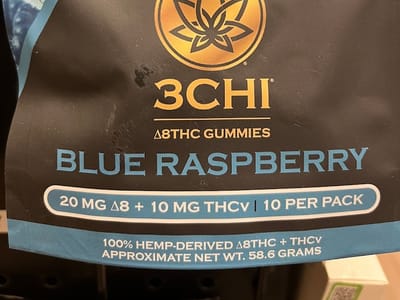 3CHI
Δ8THC GUMMIES
BLUE RASPBERRY
20 MG Δ8 + 10 MG THCv | 10 PER PACK
100% HEMP-DERIVED Δ8THC + THCv
APPROXIMATE NET WT. 58.6 GRAMS